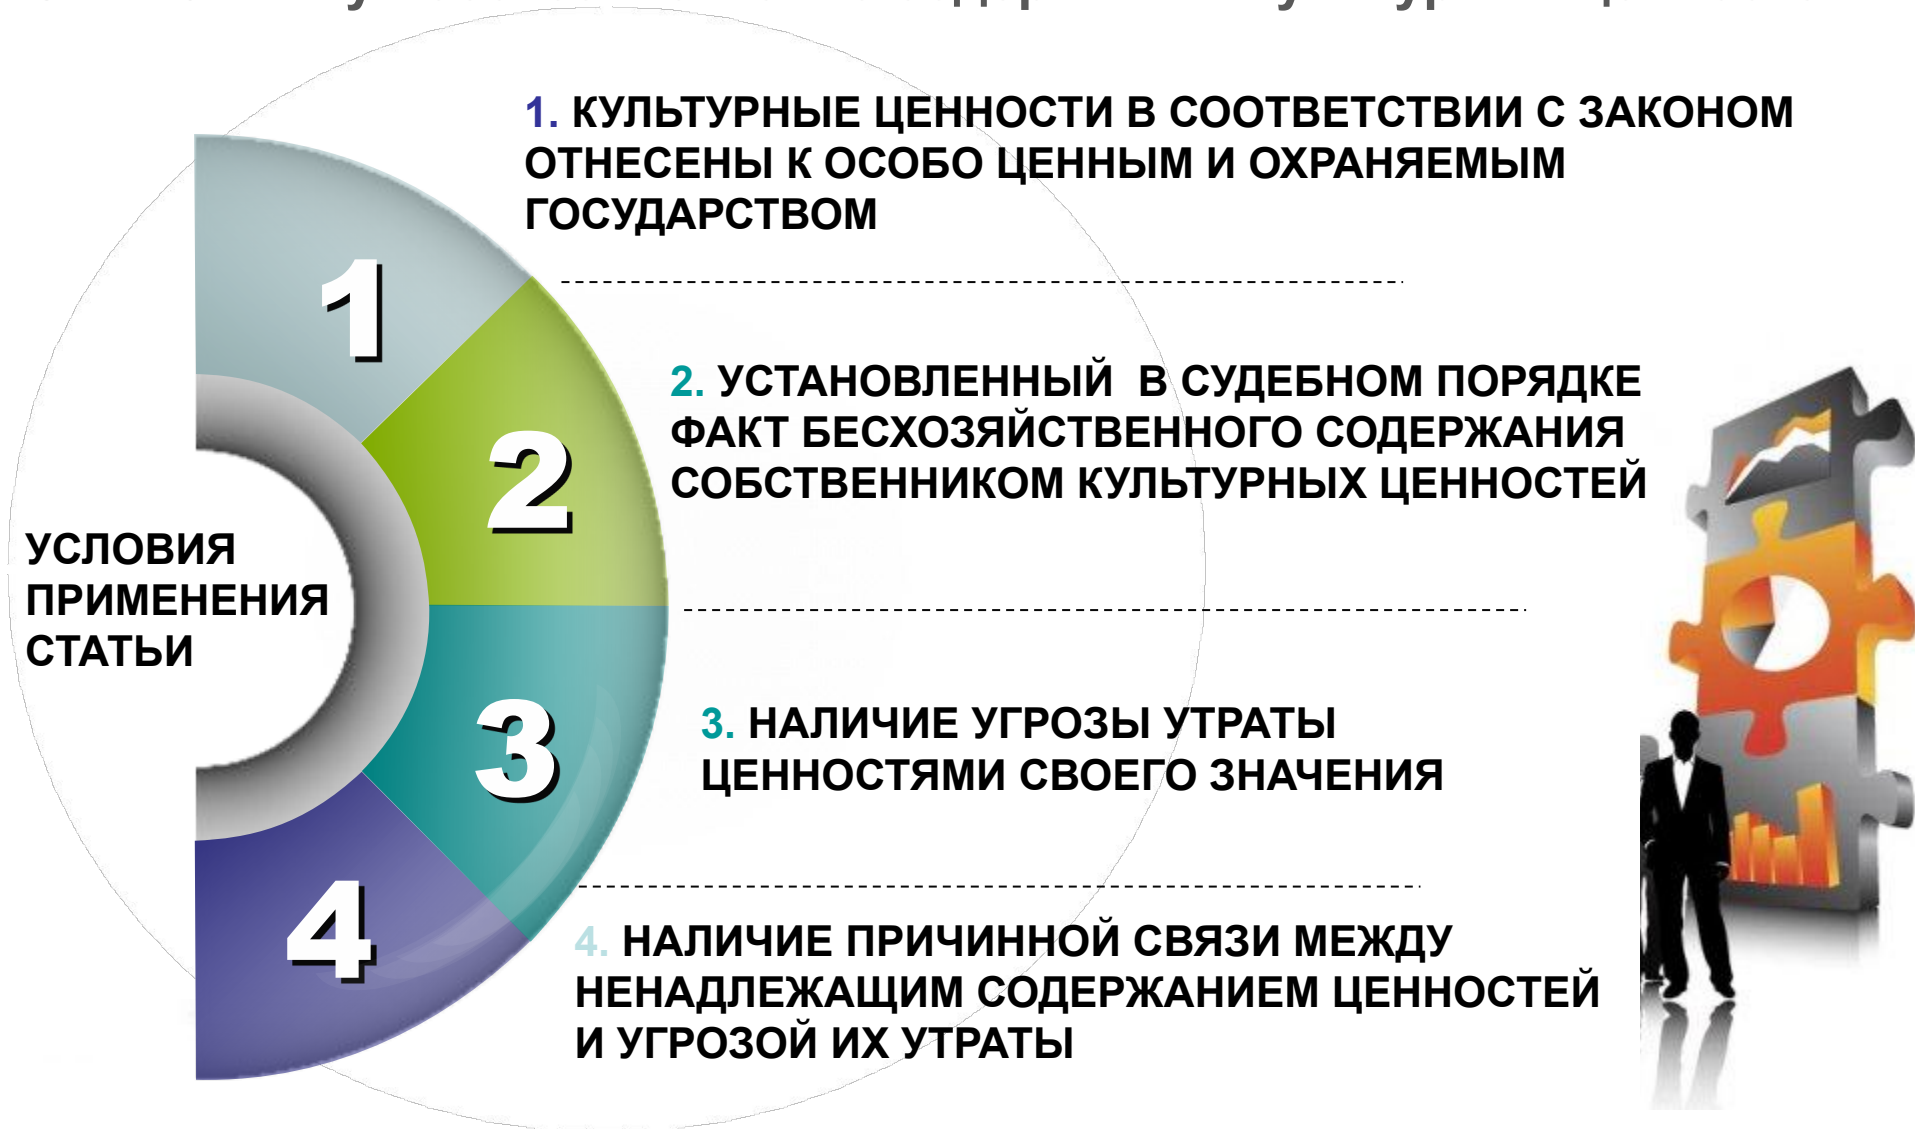 1. КУЛЬТУРНЫЕ ЦЕННОСТИ В СООТВЕТСТВИИ С ЗАКОНОМ
ОТНЕСЕНЫ К ОСОБО ЦЕННЫМ И ОХРАНЯЕМЫМ
ГОСУДАРСТВОМ
1
2. УСТАНОВЛЕННЫЙ В СУДЕБНОМ ПОРЯДКЕ
ФАКТ БЕСХОЗЯЙСТВЕННОГО СОДЕРЖАНИЯ
СОБСТВЕННИКОМ КУЛЬТУРНЫХ ЦЕННОСТЕЙ
2
УСЛОВИЯ
ПРИМЕНЕНИЯ
СТАТЬИ
3. НАЛИЧИЕ УГРОЗЫ УТРАТЫ
ЦЕННОСТЯМИ СВОЕГО ЗНАЧЕНИЯ
3
4. НАЛИЧИЕ ПРИЧИННОЙ СВЯЗИ МЕЖДУ
НЕНАДЛЕЖАЩИМ СОДЕРЖАНИЕМ ЦЕННОСТЕЙ
И УГРОЗОЙ ИХ УТРАТЫ
4